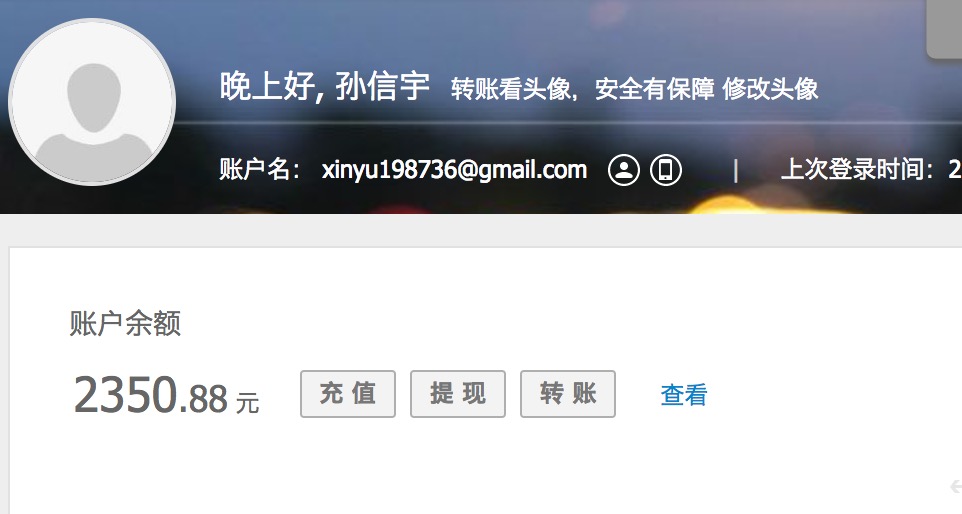 晚上好, 孙信宇 转账看头像，安全有保障 修改头像
账户名： xinyu198736@gmail.com | 上次登录时间：2
账户余额
2350.88 元 充值 提现 转账 查看